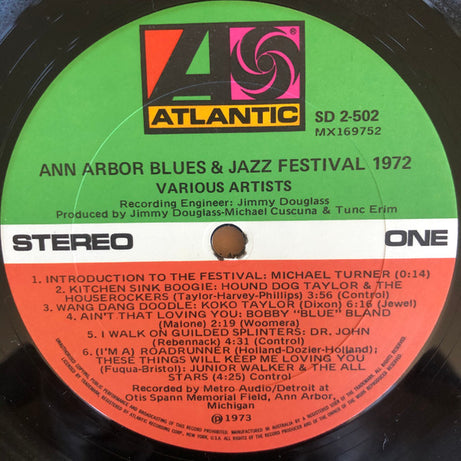 ATLANTIC
SD 2-502
MX169752
ANN ARBOR BLUES & JAZZ FESTIVAL 1972
VARIOUS ARTISTS
Recording Engineer: Jimmy Douglass
Produced by Jimmy Douglass-Michael Cuscuna & Tunc Erim
STEREO
ONE
1. INTRODUCTION TO THE FESTIVAL: MICHAEL TURNER (0:14)
2. KITCHEN SINK BOOGIE: HOUND DOG TAYLOR & THE
HOUSEROCKERS (Taylor-Harvey-Phillips) 3:56 (Control)
3. WANG DANG DOODLE: KOKO TAYLOR (Dixon) 6:16 (Jewel)
4. AIN'T THAT LOVING YOU: BOBBY "BLUE" BLAND
(Malone) 2:19 (Woomera)
5. I WALK ON GUILDED SPLINTERS: DR. JOHN
(Rebennack) 4:31 (Control)
6. (I'M A) ROADRUNNER (Holland-Dozier-Holland);
THESE THINGS WILL KEEP ME LOVING YOU
(Fuqua-Bristol): JUNIOR WALKER & THE ALL
STARS (4:25) Control
Recorded by Metro Audio/Detroit at
Otis Spann Memorial Field, Ann Arbor,
Michigan
℗1973